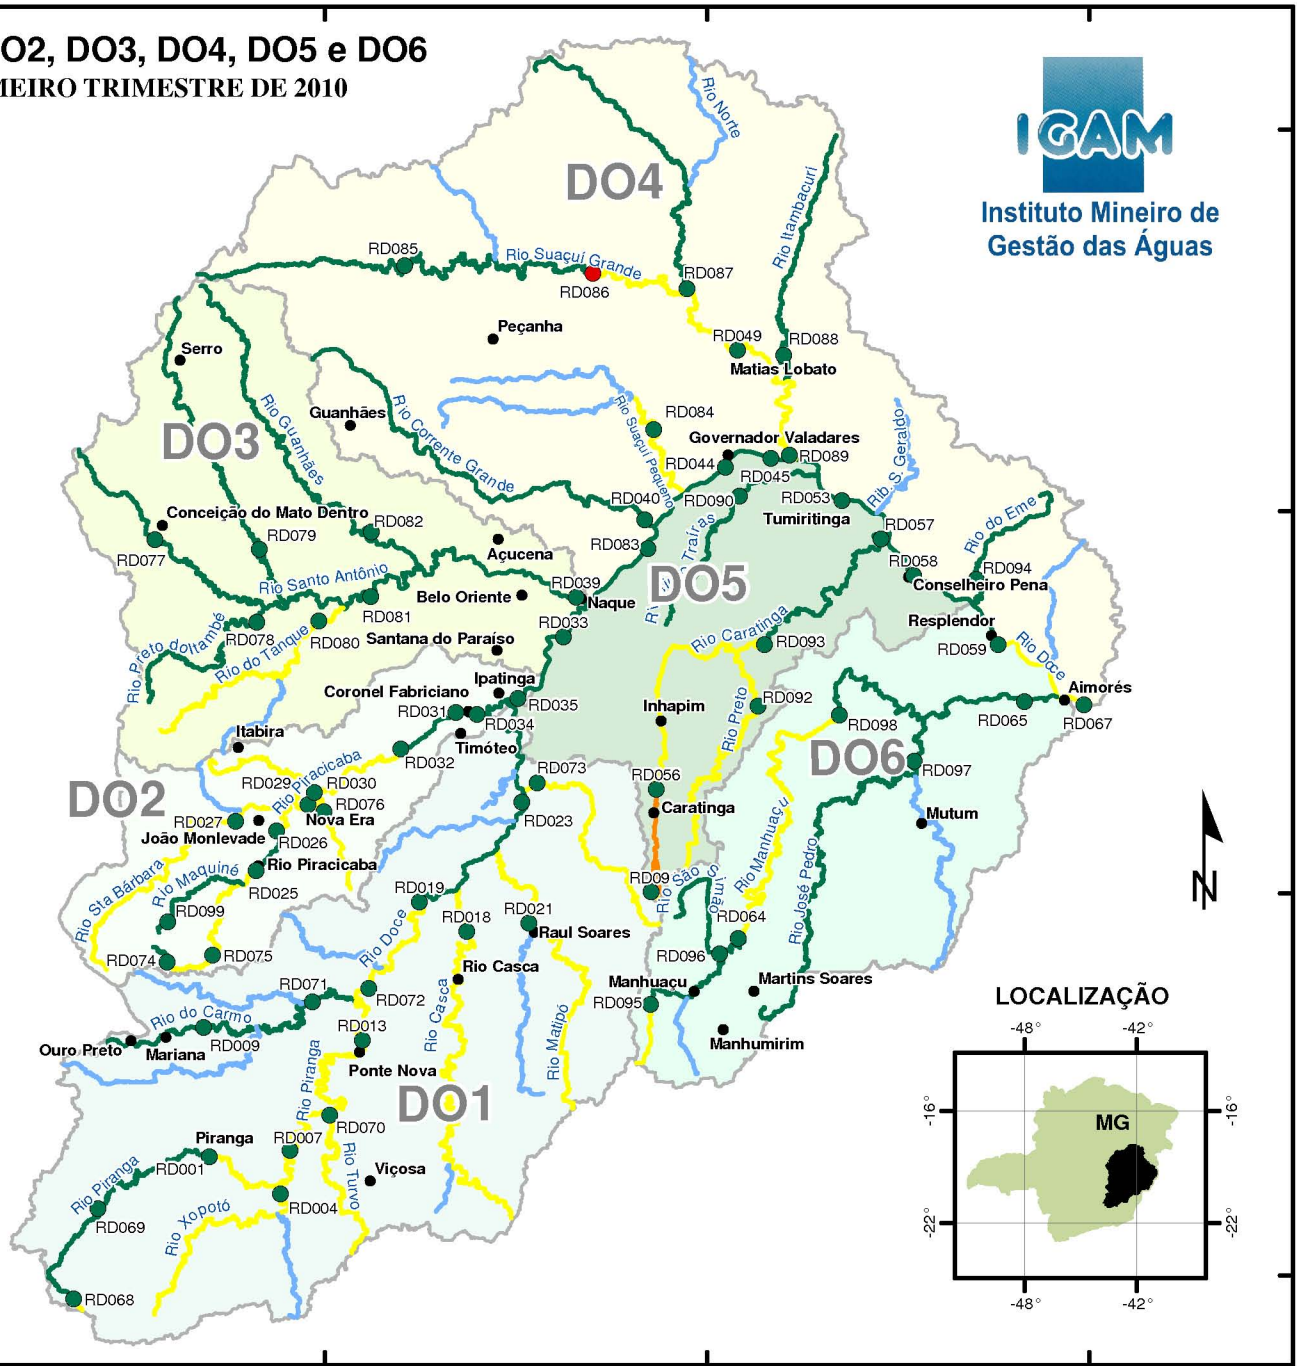 O2, DO3, DO4, DO5 e DO6
MEIRO TRIMESTRE DE 2010
IGAM
Instituto Mineiro de
Gestão das Águas
Rio Norte
DO4
Rio Itambacuri
RD085
Rio Suaçuí Grande
RD086
RD087
Peçanha
RD049
RD088
Matias Lobato
Serro
Guanhães
DO3
Rio Guanhães
Rio Corrente Grande
Rio Suaçuí Pequeno
RD084
Governador Valadares
RD044
RD089
RD045
Rib. S. Geraldo
RD040
RD090
RD053
Tumiritinga
Conceição do Mato Dentro
RD082
RD077
RD079
Açucena
RD083
Traíras
RD057
Rio do Eme
RD058
RD094
Conselheiro Pena
DO5
Rio Santo Antônio
RD039
Belo Oriente
Naque
RD081
RD033
RD078
RD080
Rio Preto do Itambé
Rio do Tanque
Santana do Paraíso
Rio Caratinga
RD093
Resplendor
RD059
Rio Doce
Ipatinga
Coronel Fabriciano
RD031
RD035
RD034
Timóteo
RD032
Inhapim
Rio Preto
RD092
RD098
Aimorés
RD065
RD067
Itabira
DO2
RD029
RD030
Rio Piracicaba
RD076
Nova Era
RD027
João Monlevade
RD026
RD073
RD023
RD056
Caratinga
DO6
RD097
Mutum
Rio Manhuaçu
Rio José Pedro
Rio Sta Bárbara
Rio Maquiné
Rio Piracicaba
RD025
RD099
RD074
RD075
RD019
Rio Doce
RD018
RD021
Raul Soares
RD09
Rio São Simão
RD064
RD096
Manhuaçu
RD095
Martins Soares
Manhumirim
Rio Casca
RD071
RD072
Rio do Carmo
RD009
Ouro Preto
Mariana
RD013
Ponte Nova
Rio Casca
Rio Matipó
DO1
Rio Piranga
RD070
RD007
Piranga
RD001
Rio Turvo
Viçosa
Rio Piranga
RD069
Rio Xopotó
RD004
RD068
N
LOCALIZAÇÃO
-48°
-42°
-16°
-16°
MG
-22°
-22°
-48°
-42°